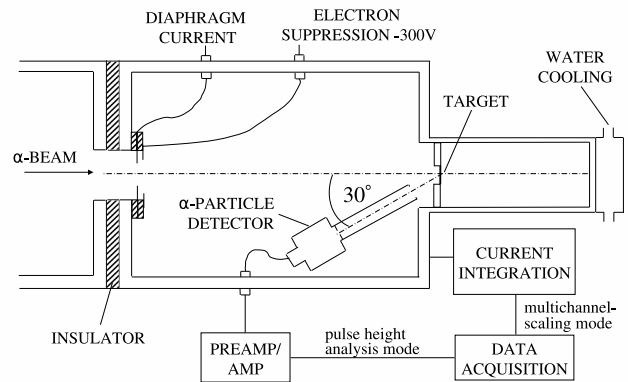 DIAPHRAGM
CURRENT
ELECTRON
SUPPRESSION -300V
WATER
COOLING
TARGET
α-BEAM
30°
α-PARTICLE
DETECTOR
CURRENT
INTEGRATION
INSULATOR
multichannel-
scaling mode
PREAMP/
AMP
pulse height
analysis mode
DATA
ACQUISITION